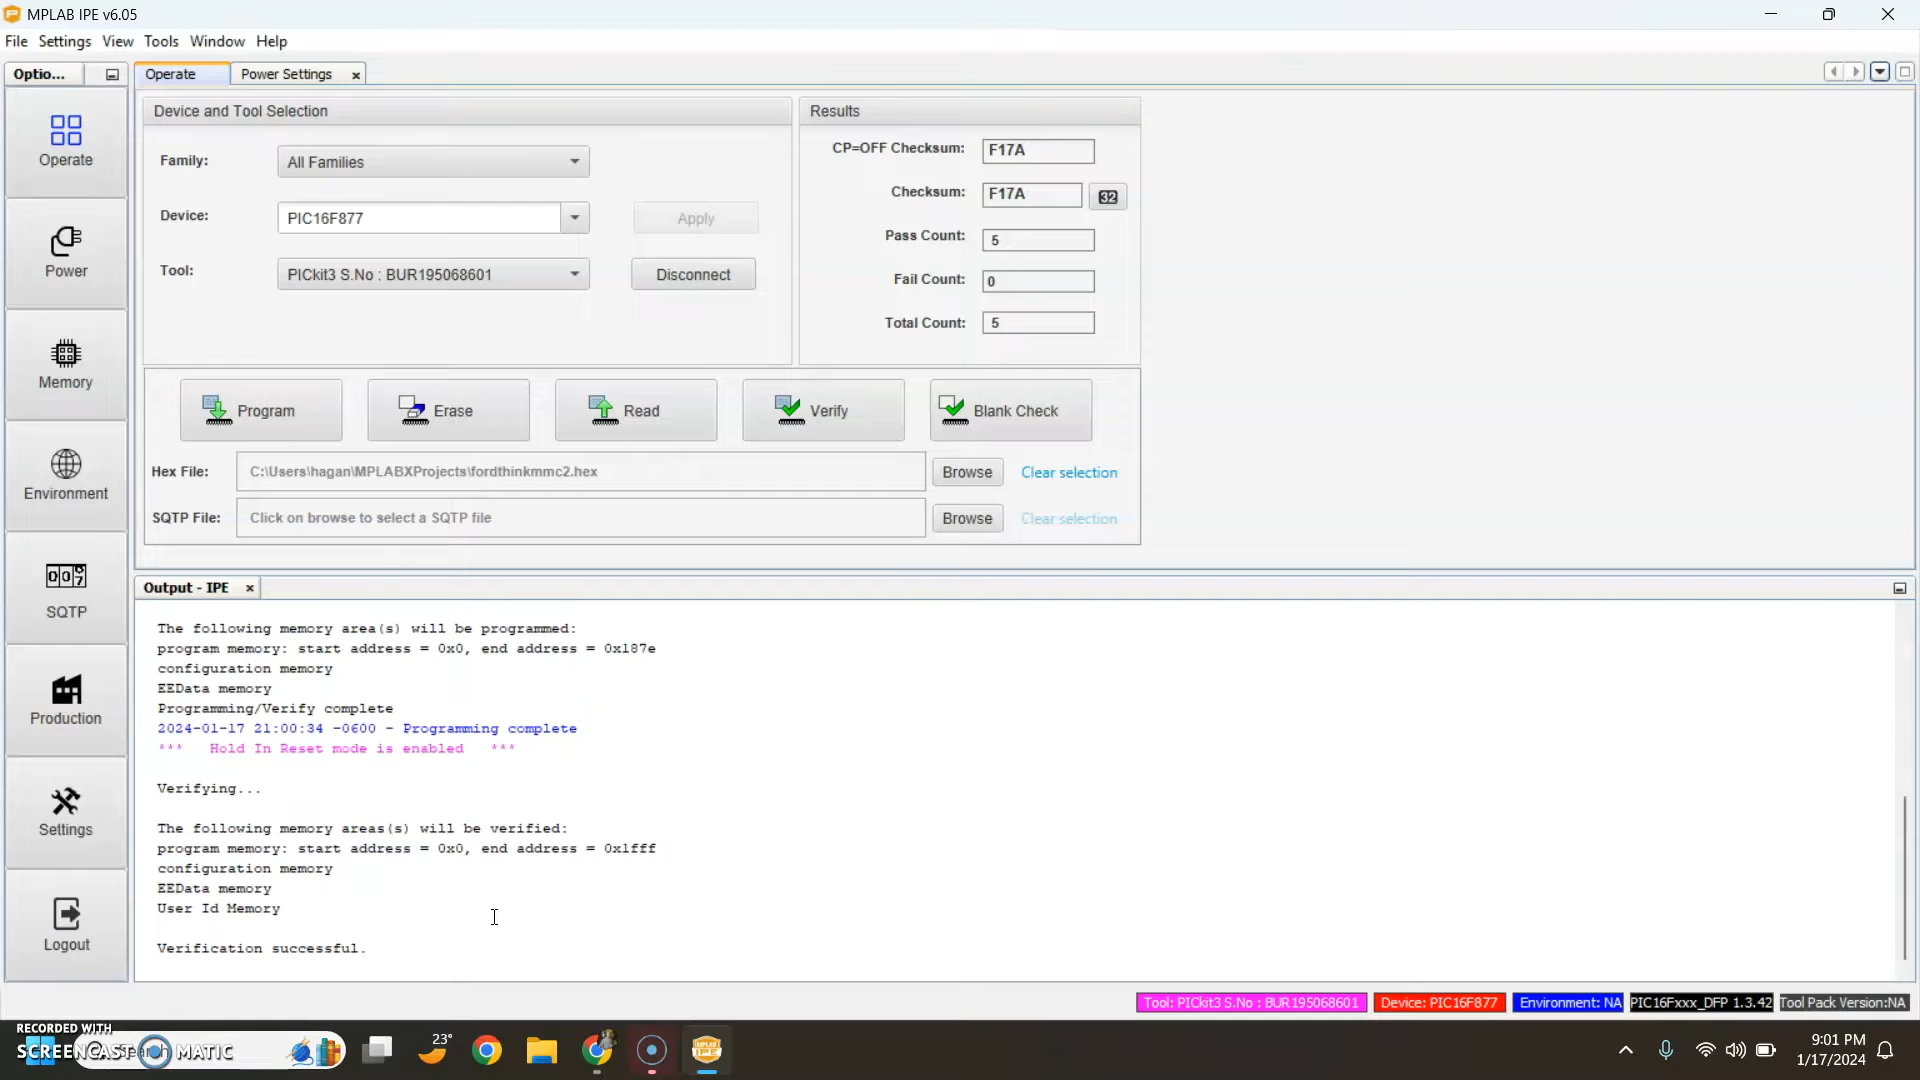 MPLAB IPE v6.05
File Settings View Tools Window Help
Optio...
Operate
Power Settings
Operate
Power
Memory
Environment
SQTP
Production
Settings
Logout
Device and Tool Selection
Family:
All Families
Device:
PIC16F877
Apply
Tool:
PICkit3 S.No : BUR195068601
Disconnect
Results
CP=OFF Checksum:
F17A
Checksum:
F17A
32
Pass Count:
5
Fail Count:
0
Total Count:
5
Program
Erase
Read
Verify
Blank Check
Hex File:
C:\Users\hagan\MPLABXProjects\fordthinkmmc2.hex
Browse
Clear selection
SQTP File:
Click on browse to select a SQTP file
Browse
Clear selection
Output - IPE
The following memory area(s) will be programmed:
program memory: start address = 0x0, end address = 0x187e
configuration memory
EEData memory
Programming/Verify complete
2024-01-17 21:00:34 -0600 - Programming complete
*** Hold In Reset mode is enabled ***
Verifying...
The following memory areas(s) will be verified:
program memory: start address = 0x0, end address = 0x1fff
configuration memory
EEData memory
User Id Memory
Verification successful.
Tool: PICkit3 S.No : BUR195068601
Device: PIC16F877
Environment: NA
PIC16Fxxx_DFP 1.3.42
Tool Pack Version:NA
RECORDED WITH
SCREENCAST MATIC
23°
IPE
9:01 PM
1/17/2024